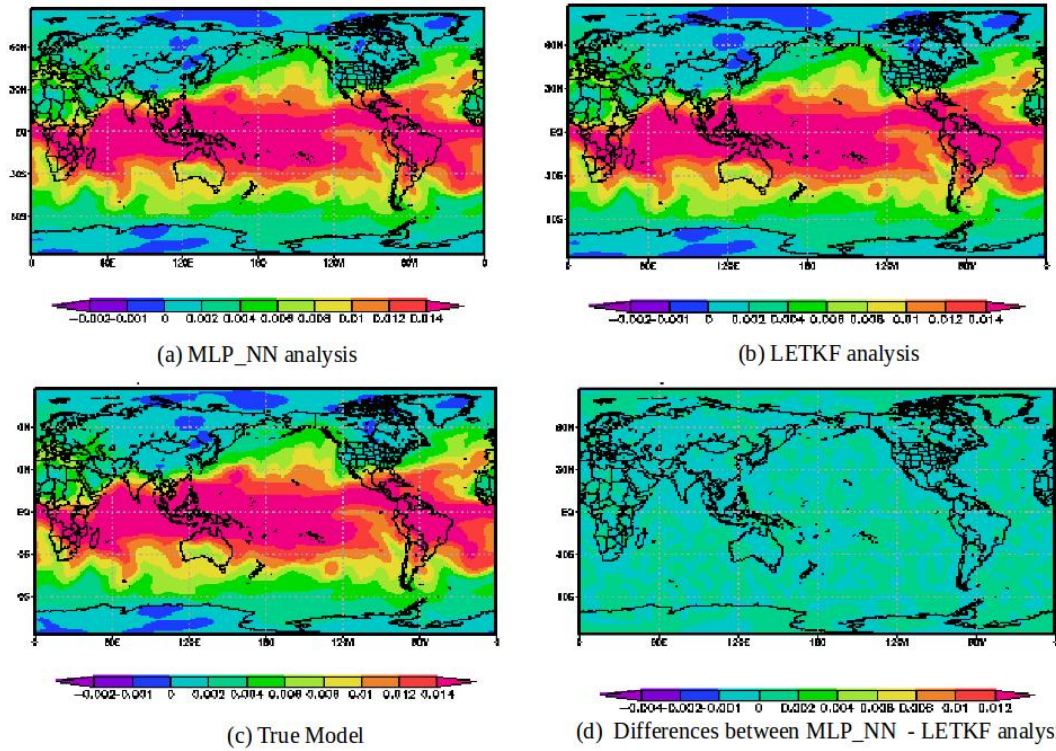 60N
30N
EQ
30S
60S
0 60E 120E 180 120W 60W 0
-0.002-0.001 0 0.002 0.004 0.006 0.008 0.01 0.012 0.014
(a) MLP_NN analysis
60N
30N
EQ
30S
60S
0 60E 120E 180 120W 60W 0
-0.002-0.001 0 0.002 0.004 0.006 0.008 0.01 0.012 0.014
(b) LETKF analysis
EQ
0 60E 120E 180 120W 60W
-0.002-0.001 0 0.002 0.004 0.006 0.008 0.01 0.012 0.014
(c) True Model
60N
30N
EQ
0 60E 120E 180 120W 60W
-0.004-0.002-0.001 0 0.002 0.004 0.006 0.008 0.01 0.012
(d) Differences between MLP_NN - LETKF analys